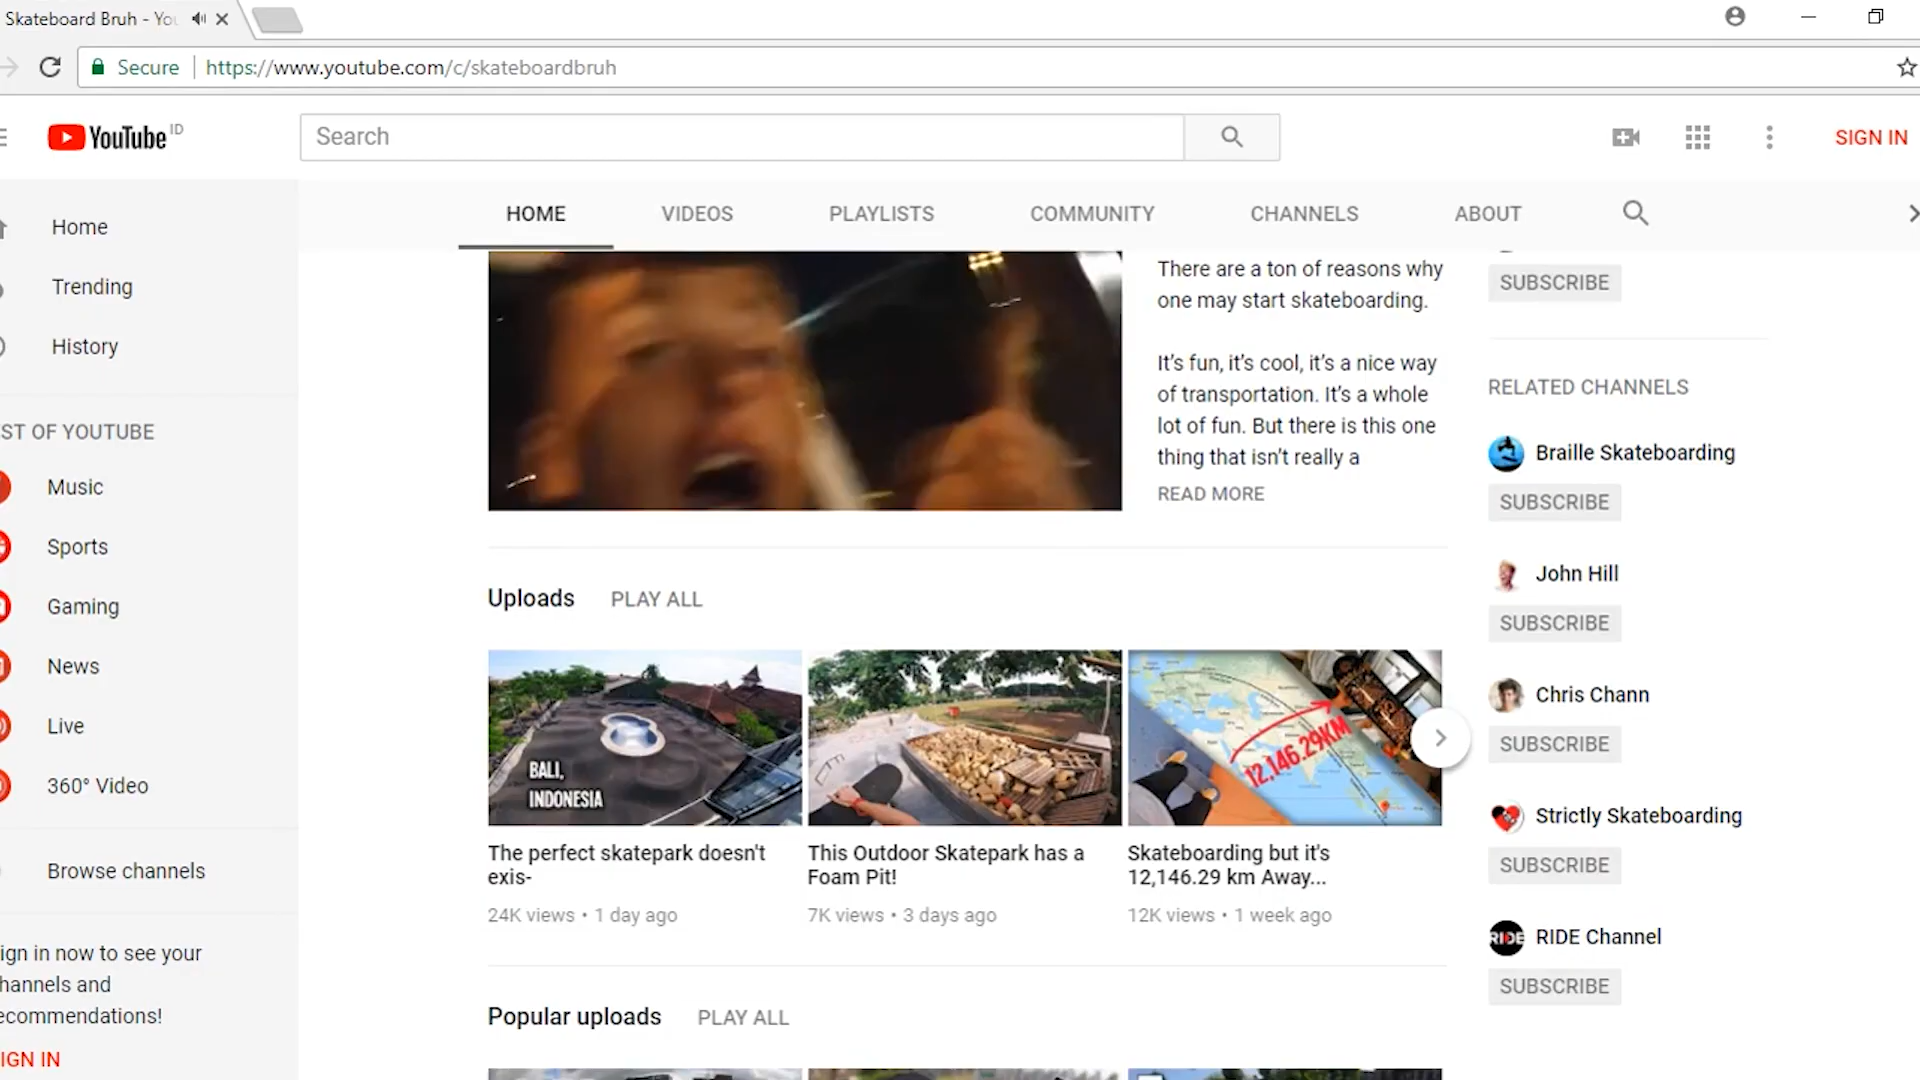 Skateboard Bruh - You
Secure
https://www.youtube.com/c/skateboardbruh
YouTube ID
Search
SIGN IN
HOME
VIDEOS
PLAYLISTS
COMMUNITY
CHANNELS
ABOUT
Home
Trending
History
ST OF YOUTUBE
Music
Sports
Gaming
News
Live
360° Video
Browse channels
ign in now to see your
hannels and
ecommendations!
IGN IN
There are a ton of reasons why
one may start skateboarding.
It's fun, it's cool, it's a nice way
of transportation. It's a whole
lot of fun. But there is this one
thing that isn't really a
READ MORE
Uploads
PLAY ALL
BALI,
INDONESIA
12,146.29KM
The perfect skatepark doesn't
exis-
24K views • 1 day ago
This Outdoor Skatepark has a
Foam Pit!
7K views • 3 days ago
Skateboarding but it's
12,146.29 km Away...
12K views • 1 week ago
Popular uploads
PLAY ALL
SUBSCRIBE
RELATED CHANNELS
Braille Skateboarding
SUBSCRIBE
John Hill
SUBSCRIBE
Chris Chann
SUBSCRIBE
Strictly Skateboarding
SUBSCRIBE
RIDE
RIDE Channel
SUBSCRIBE